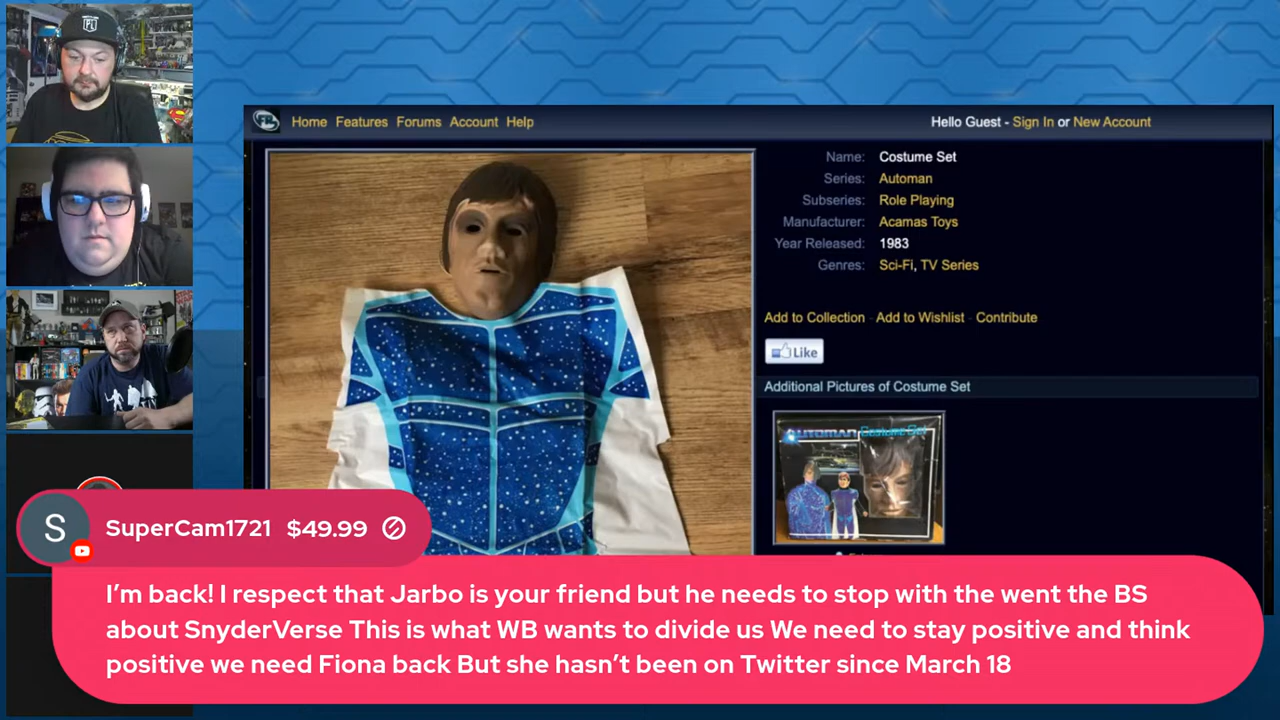 Home Features Forums Account Help
Hello Guest - Sign In or New Account
Name: Costume Set
Series: Automan
Subseries: Role Playing
Manufacturer: Acamas Toys
Year Released: 1983
Genres: Sci-Fi, TV Series
Add to Collection - Add to Wishlist - Contribute
Like
Additional Pictures of Costume Set
AUTOMAN Costume Set
S
SuperCam1721 $49.99
I'm back! I respect that Jarbo is your friend but he needs to stop with the went the BS
about SnyderVerse This is what WB wants to divide us We need to stay positive and think
positive we need Fiona back But she hasn't been on Twitter since March 18